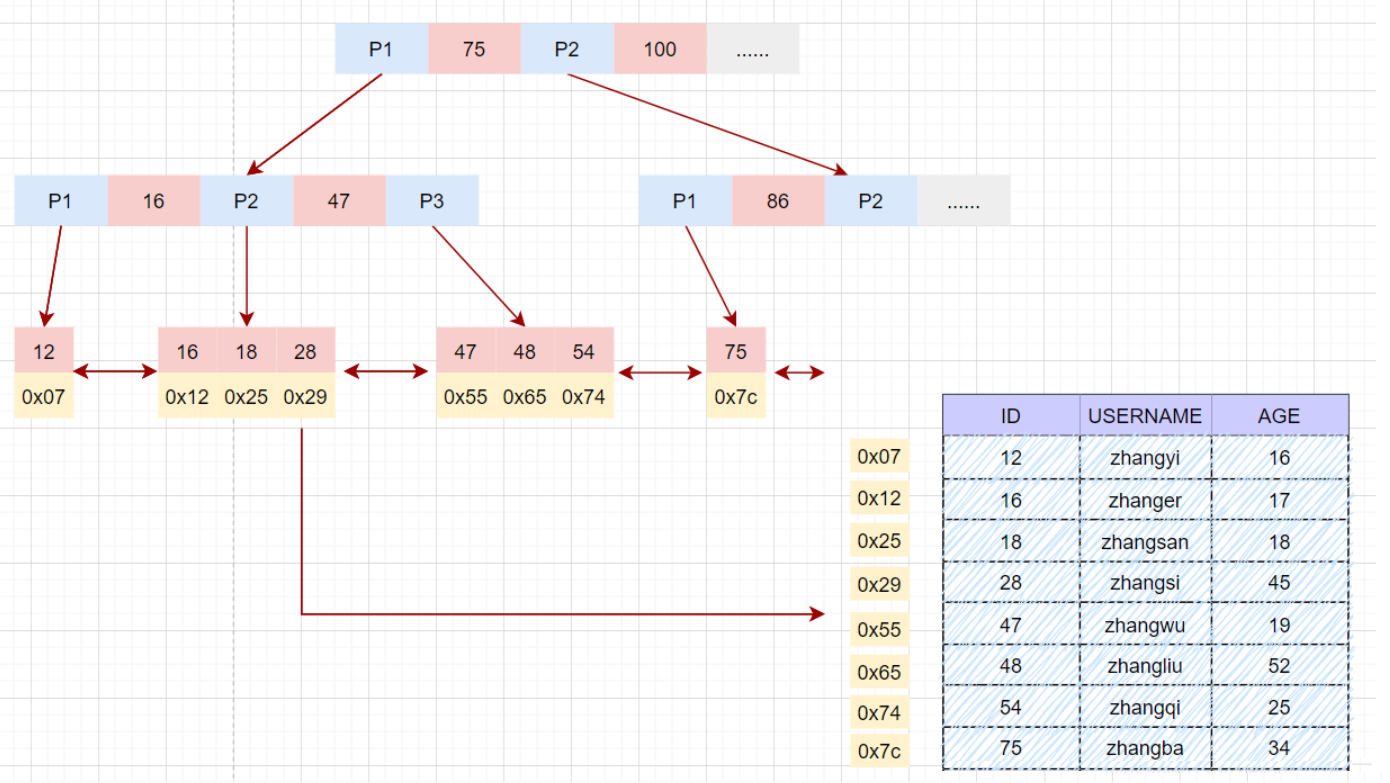 P1 75 P2 100 ......
P1 16 P2 47 P3
P1 86 P2 ......
12
0x07
16 18 28
0x12 0x25 0x29
47 48 54
0x55 0x65 0x74
75
0x7c
ID USERNAME AGE
0x07 12 zhangyi 16
0x12 16 zhanger 17
0x25 18 zhangsan 18
0x29 28 zhangsi 45
0x55 47 zhangwu 19
0x65 48 zhangliu 52
0x74 54 zhangqi 25
0x7c 75 zhangba 34